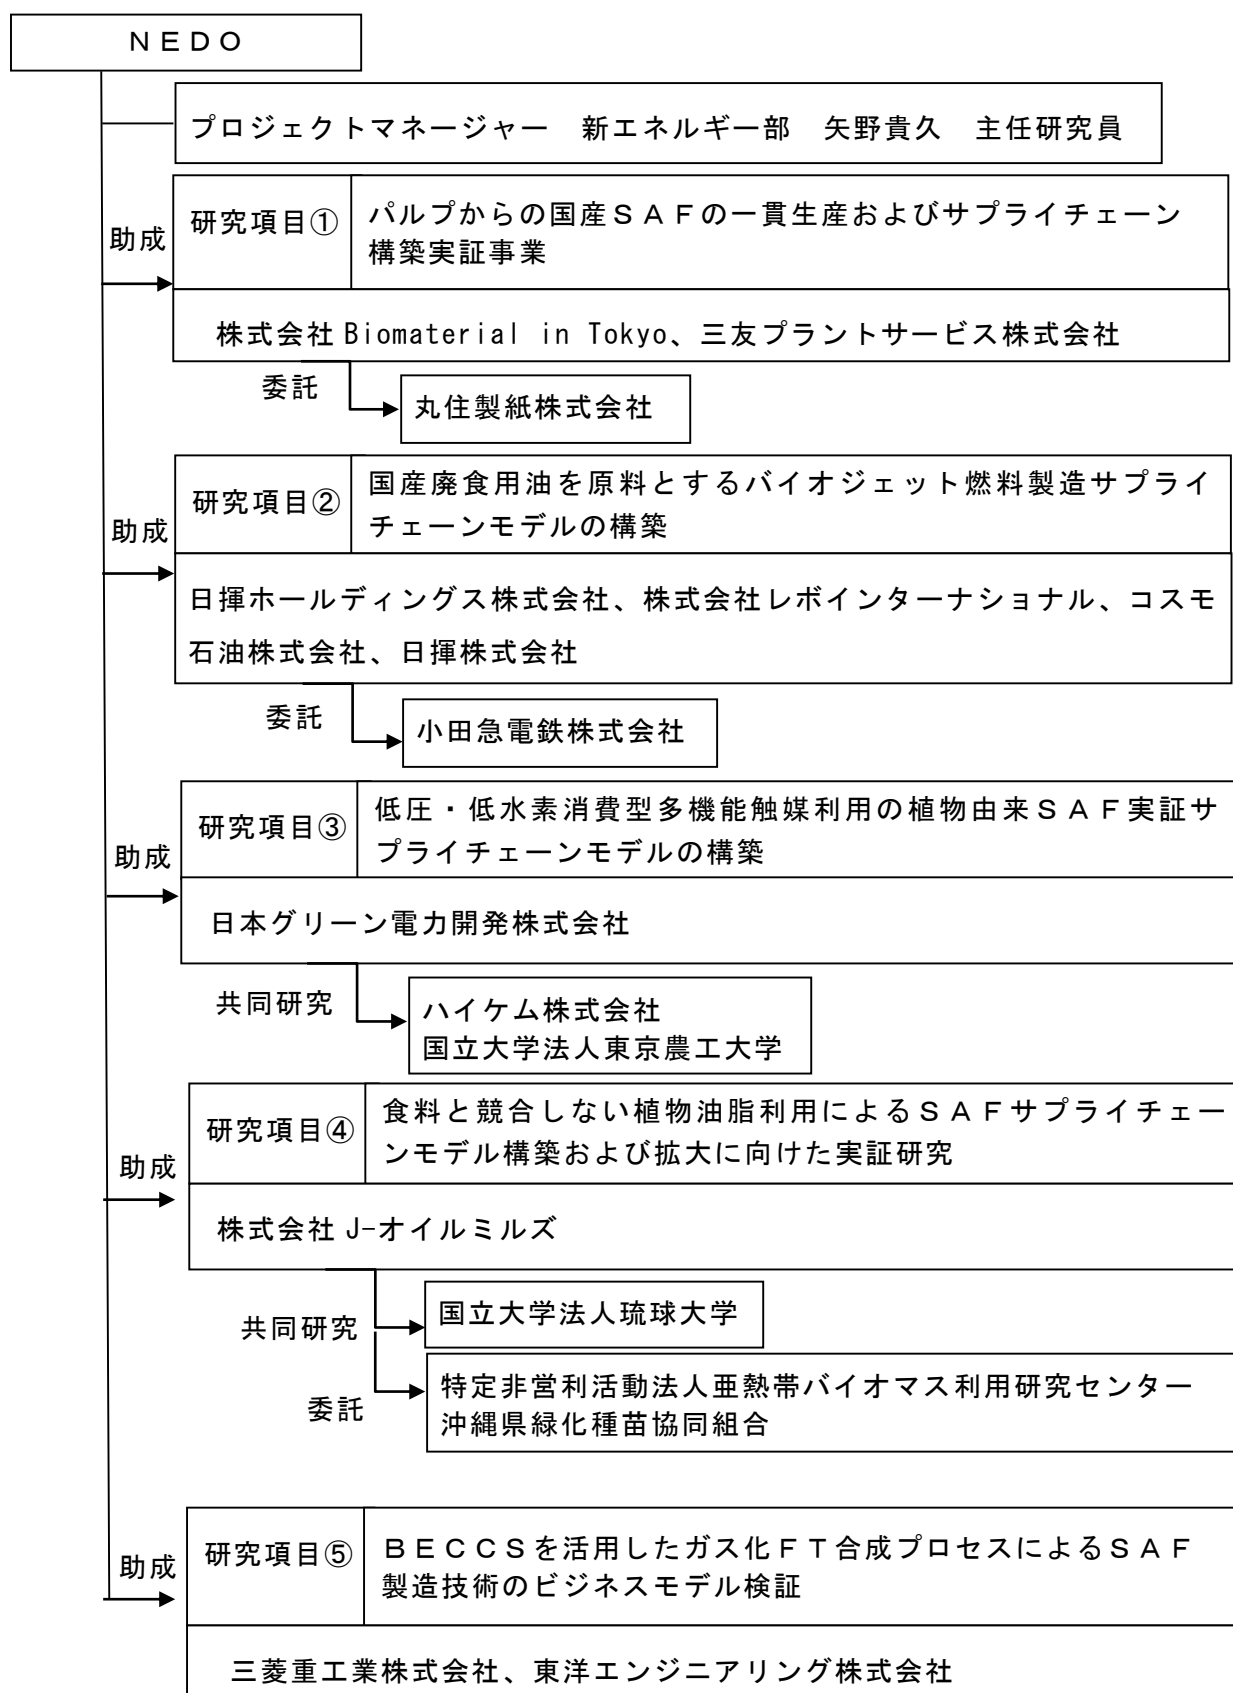 ＮＥＤＯ
プロジェクトマネージャー　新エネルギー部　矢野貴久　主任研究員
助成
研究項目①
パルプからの国産ＳＡＦの一貫生産およびサプライチェーン
構築実証事業
株式会社 Biomaterial in Tokyo、三友プラントサービス株式会社
委託
丸住製紙株式会社
助成
研究項目②
国産廃食用油を原料とするバイオジェット燃料製造サプライ
チェーンモデルの構築
日揮ホールディングス株式会社、株式会社レボインターナショナル、コスモ
石油株式会社、日揮株式会社
委託
小田急電鉄株式会社
助成
研究項目③
低圧・低水素消費型多機能触媒利用の植物由来ＳＡＦ実証サ
プライチェーンモデルの構築
日本グリーン電力開発株式会社
共同研究
ハイケム株式会社
国立大学法人東京農工大学
助成
研究項目④
食料と競合しない植物油脂利用によるＳＡＦサプライチェー
ンモデル構築および拡大に向けた実証研究
株式会社 J-オイルミルズ
共同研究
国立大学法人琉球大学
委託
特定非営利活動法人亜熱帯バイオマス利用研究センター
沖縄県緑化種苗協同組合
助成
研究項目⑤
ＢＥＣＣＳを活用したガス化ＦＴ合成プロセスによるＳＡＦ
製造技術のビジネスモデル検証
三菱重工業株式会社、東洋エンジニアリング株式会社